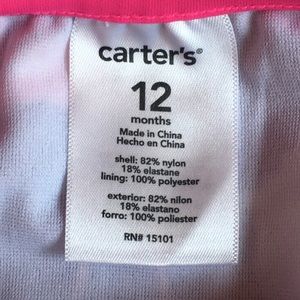 carter's®
12
months
Made in China
Hecho en China
shell: 82% nylon
18% elastane
lining: 100% polyester
exterior: 82% nilon
18% elastano
forro: 100% poliester
RN# 15101